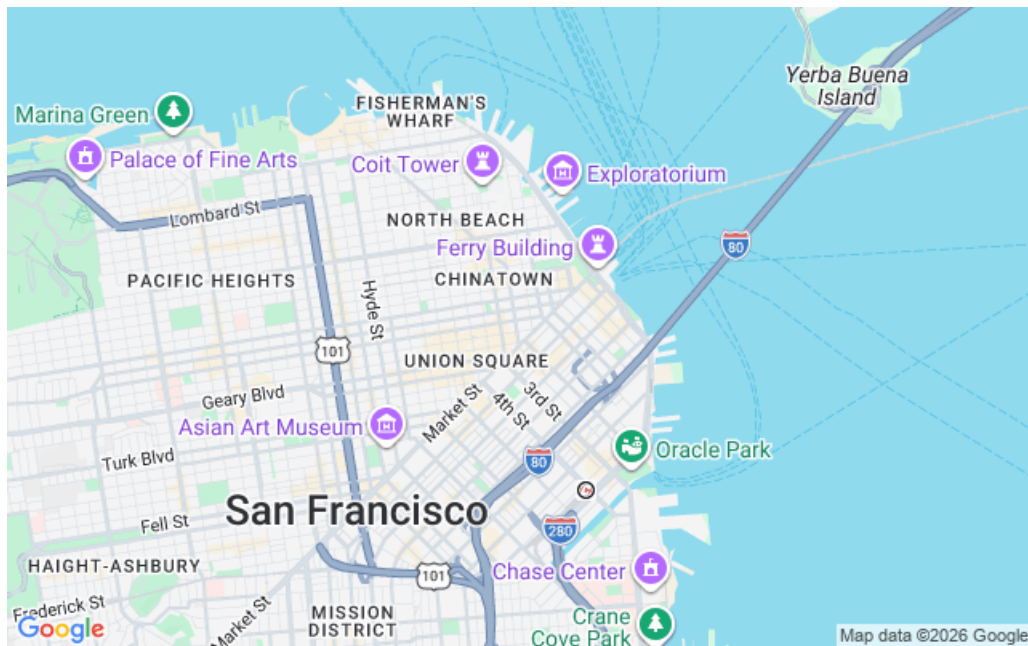 Yerba Buena
Island
Marina Green
FISHERMAN'S
WHARF
Palace of Fine Arts
Coit Tower
Exploratorium
Lombard St
NORTH BEACH
Ferry Building
80
PACIFIC HEIGHTS
CHINATOWN
Hyde St
101
UNION SQUARE
Geary Blvd
Market St
3rd St
4th St
Asian Art Museum
Oracle Park
Turk Blvd
80
San Francisco
Fell St
280
HAIGHT-ASHBURY
101
Chase Center
Frederick St
Market St
MISSION
DISTRICT
Crane
Cove Park
Google
Map data ©2026 Google